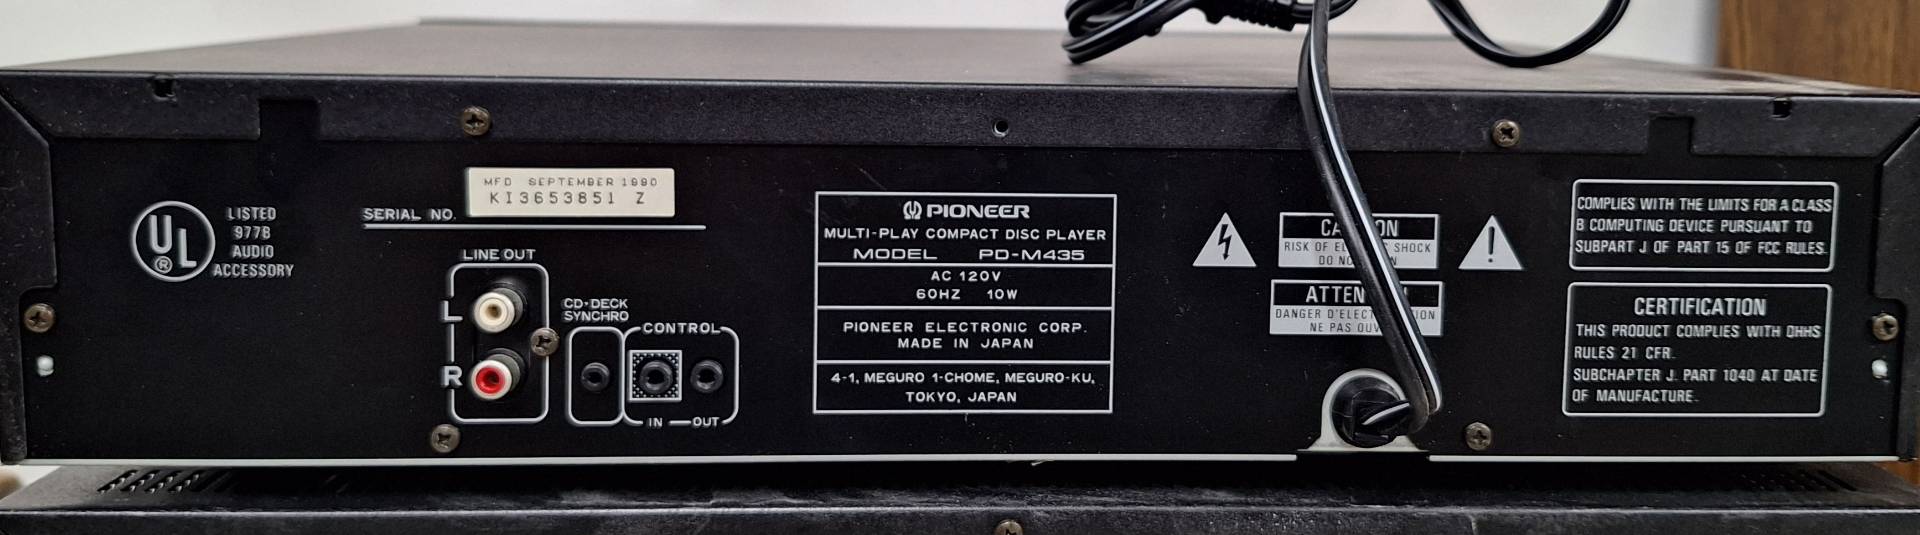 UL
®
LISTED
977B
AUDIO
ACCESSORY
SERIAL NO.
MFD SEPTEMBER 1990
KI3653851 Z
LINE OUT
L
R
CD·DECK
SYNCHRO
CONTROL
IN OUT
PIONEER
MULTI-PLAY COMPACT DISC PLAYER
MODEL PD-M435
AC 120V
60HZ 10W
PIONEER ELECTRONIC CORP.
MADE IN JAPAN
4-1, MEGURO 1-CHOME, MEGURO-KU,
TOKYO, JAPAN
RISK OF SHOCK
DO
DANGER
NE PAS
!
COMPLIES WITH THE LIMITS FOR A CLASS
B COMPUTING DEVICE PURSUANT TO
SUBPART J OF PART 15 OF FCC RULES.
CERTIFICATION
THIS PRODUCT COMPLIES WITH DHHS
RULES 21 CFR.
SUBCHAPTER J. PART 1040 AT DATE
OF MANUFACTURE.